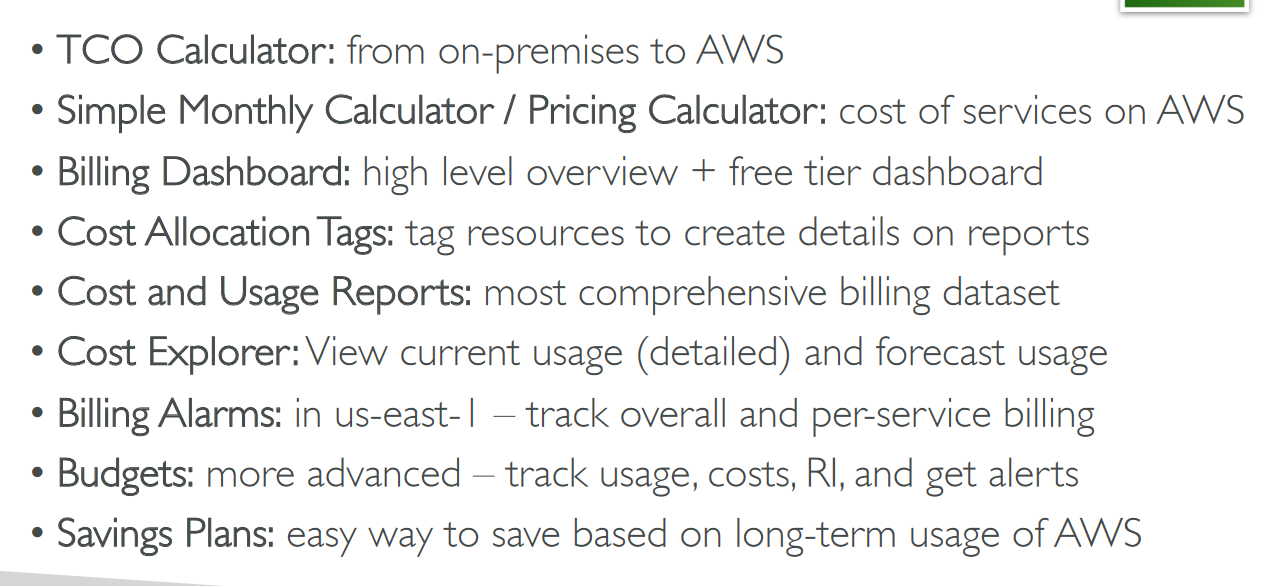 • TCO Calculator: from on-premises to AWS
• Simple Monthly Calculator / Pricing Calculator: cost of services on AWS
• Billing Dashboard: high level overview + free tier dashboard
• Cost Allocation Tags: tag resources to create details on reports
• Cost and Usage Reports: most comprehensive billing dataset
• Cost Explorer: View current usage (detailed) and forecast usage
• Billing Alarms: in us-east-1 – track overall and per-service billing
• Budgets: more advanced – track usage, costs, RI, and get alerts
• Savings Plans: easy way to save based on long-term usage of AWS